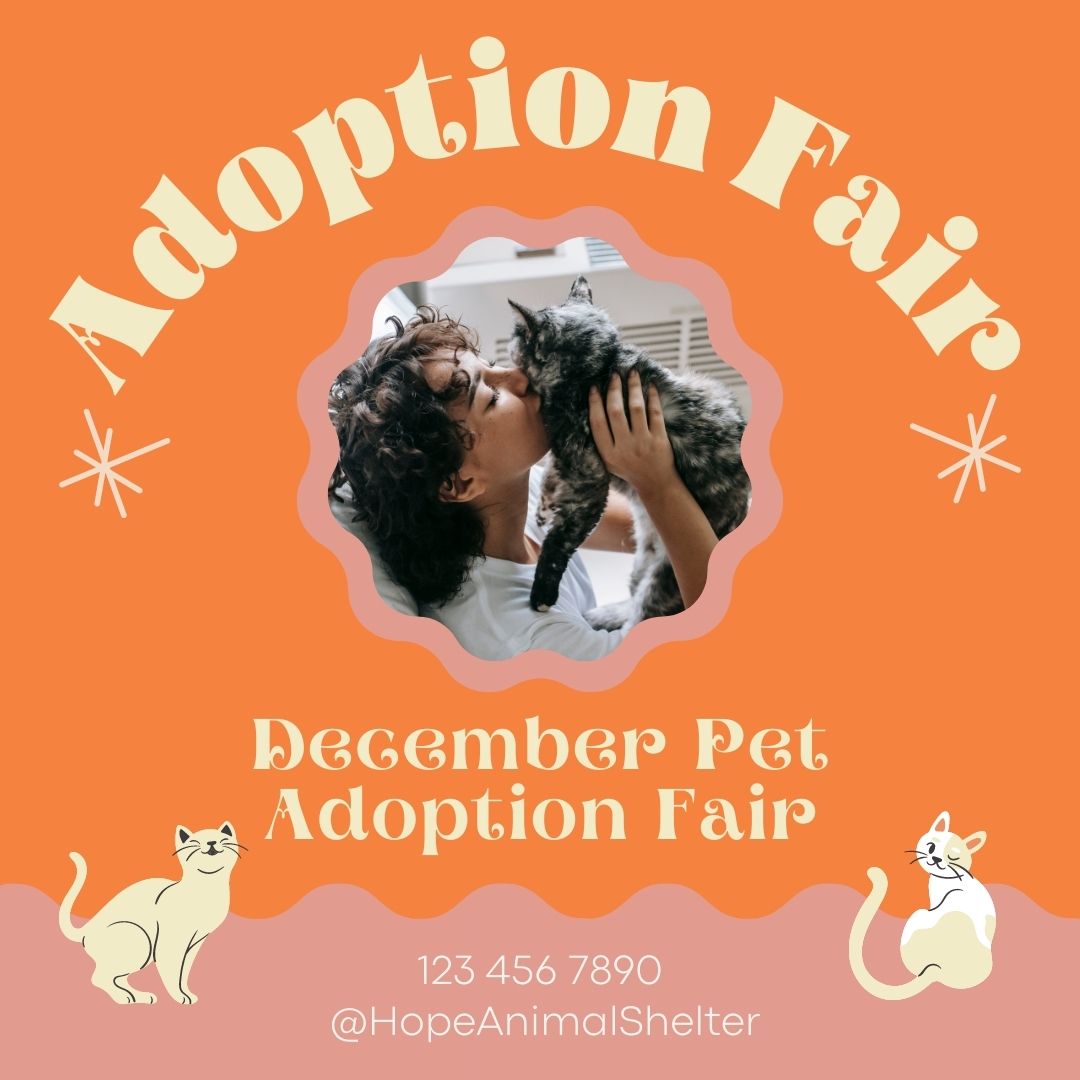 Adoption Fair
December Pet
Adoption Fair
123 456 7890
@HopeAnimalShelter